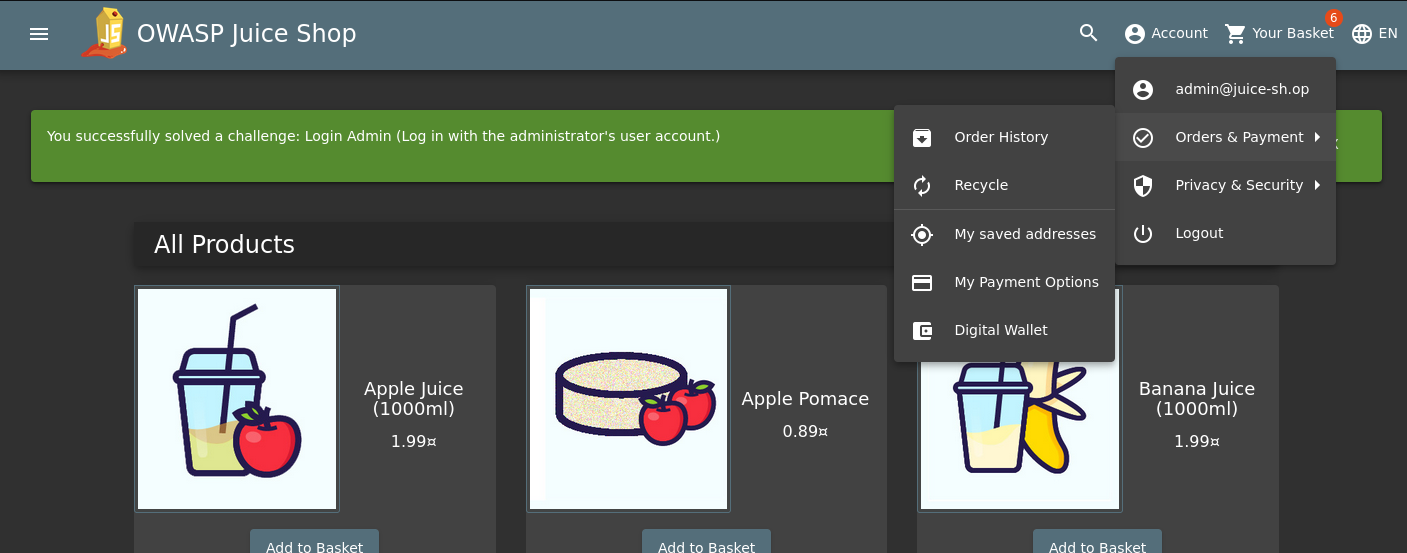 OWASP Juice Shop
Account
6
Your Basket
EN
admin@juice-sh.op
Orders & Payment
Privacy & Security
Logout
Order History
Recycle
My saved addresses
My Payment Options
Digital Wallet
You successfully solved a challenge: Login Admin (Log in with the administrator's user account.)
All Products
JS
Apple Juice
(1000ml)
1.99¤
Add to Basket
Apple Pomace
0.89¤
Add to Basket
Banana Juice
(1000ml)
1.99¤
Add to Basket